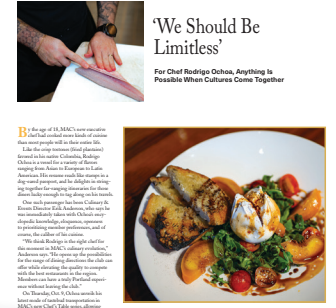 ‘We Should Be
Limitless’
For Chef Rodrigo Ochoa, Anything Is
Possible When Cultures Come Together
By the age of 18, MAC’s new executive
chef had cooked more kinds of cuisine
than most people will in their entire life.
Like the crisp tostones (fried plantains)
favored in his native Colombia, Rodrigo
Ochoa is a vessel for a variety of flavors
ranging from Asian to European to Latin
American. His resume reads like stamps in a
dog-eared passport, and he delights in string-
ing together far-ranging itineraries for those
diners lucky enough to tag along on his travels.
One such passenger has been Culinary &
Events Director Erik Anderson, who says he
was immediately taken with Ochoa’s ency-
clopedic knowledge, eloquence, openness
to prioritizing member preferences, and of
course, the caliber of his cuisine.
“We think Rodrigo is the right chef for
this moment in MAC’s culinary evolution,”
Anderson says. “He opens up the possibilities
for the range of dining directions the club can
offer while elevating the quality to compete
with the best restaurants in the region.
Members can have a truly Portland experi-
ence without leaving the club.”
On Thursday, Oct. 9, Ochoa unveils his
latest mode of tastebud transportation in
MAC’s new Chef’s Table series, allowing